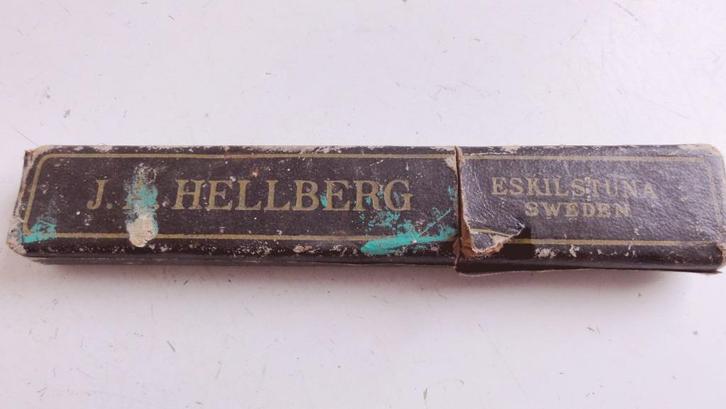 J. A. HELLBERG
ESKILSTUNA
SWEDEN